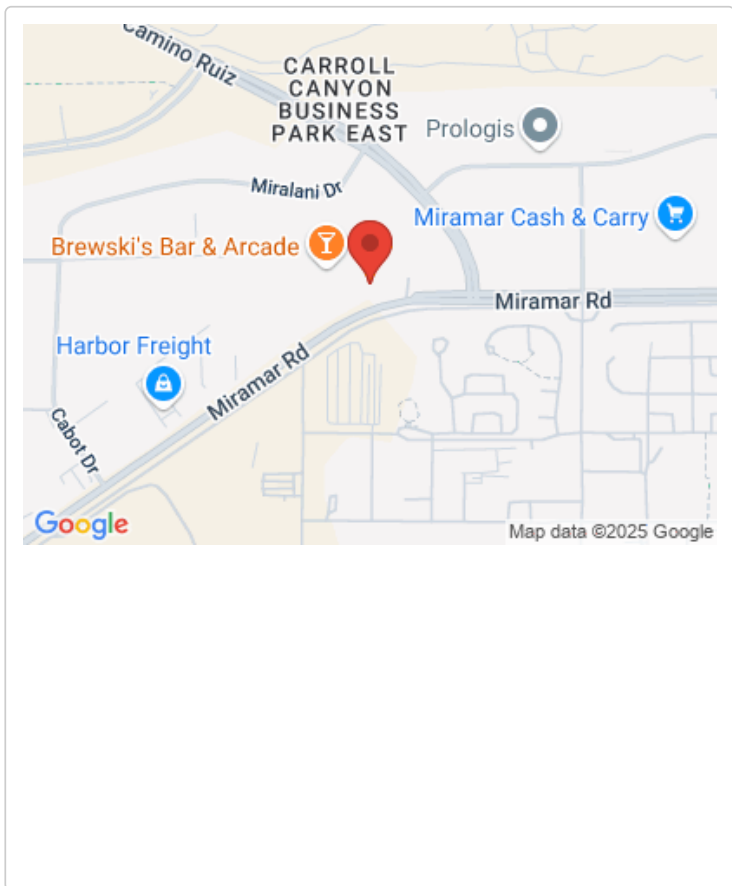 Camino Ruiz
CARROLL
CANYON
BUSINESS
PARK EAST
Prologis
Miralani Dr
Miramar Cash & Carry
Brewski's Bar & Arcade
Miramar Rd
Harbor Freight
Miramar Rd
Cabot Dr
Google
Map data ©2025 Google